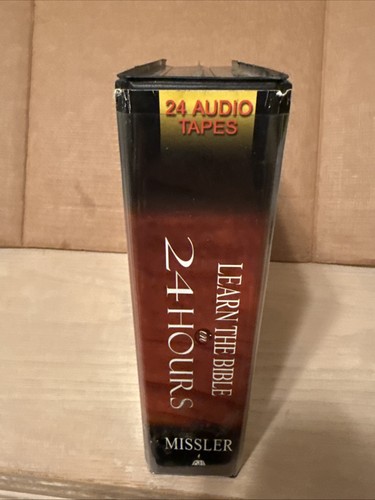 24 AUDIO
TAPES
LEARN THE BIBLE
in
24 HOURS
MISSLER